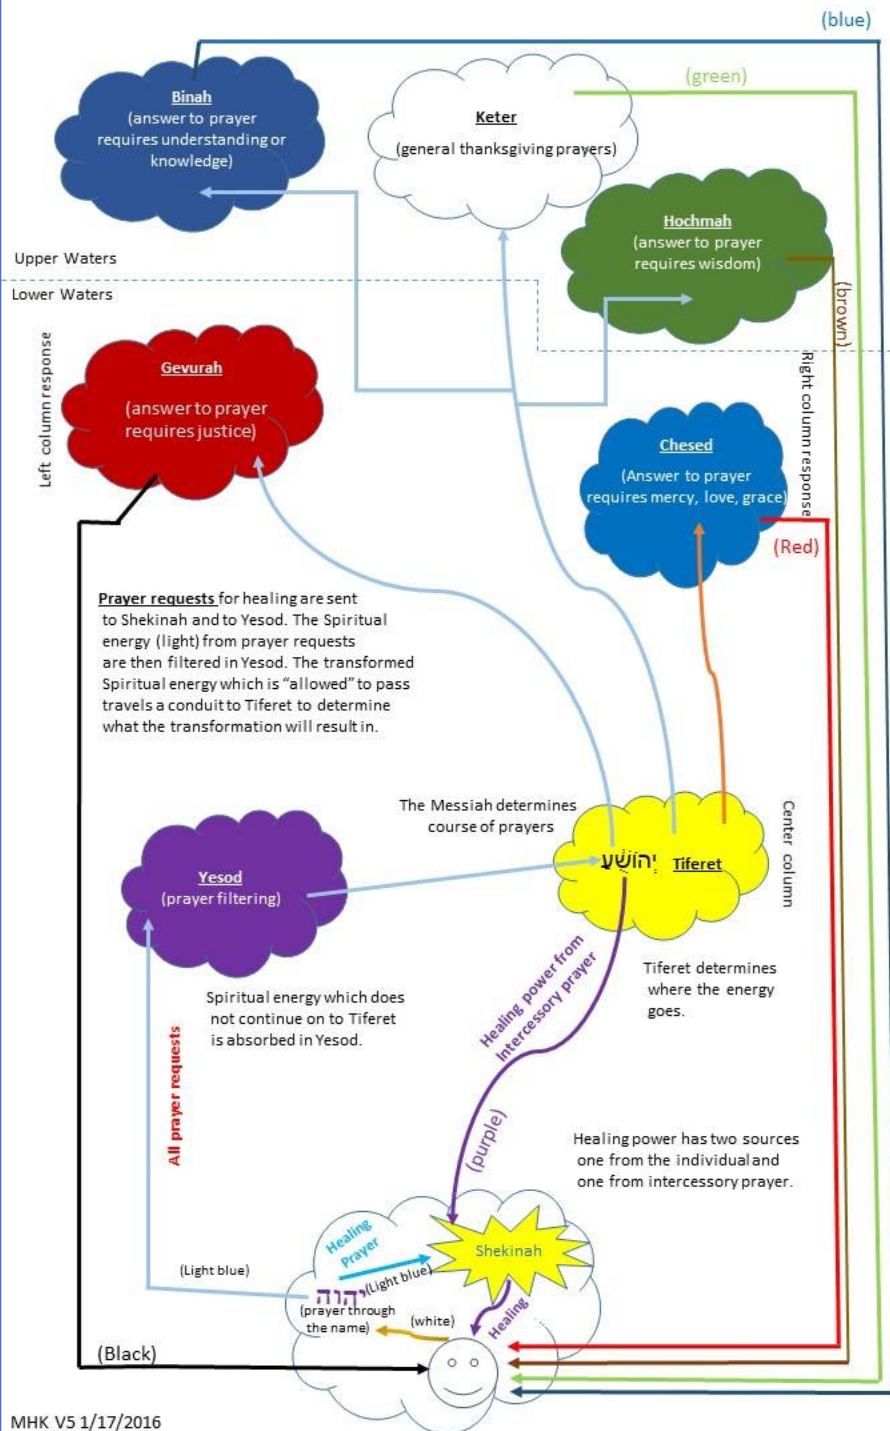 (blue)
Binah
(answer to prayer
requires understanding or
knowledge)
(green)
Keter
(general thanksgiving prayers)
Hochmah
(answer to prayer
requires wisdom)
Upper Waters
Lower Waters
(brown)
Left column response
Gevurah
(answer to prayer
requires justice)
Right column response
Chesed
(Answer to prayer
requires mercy, love, grace)
(Red)
Prayer requests for healing are sent
to Shekinah and to Yesod. The Spiritual
energy (light) from prayer requests
are then filtered in Yesod. The transformed
Spiritual energy which is “allowed” to pass
travels a conduit to Tiferet to determine
what the transformation will result in.
The Messiah determines
course of prayers
Center column
יְהוֹשֻׁעַ Tiferet
Yesod
(prayer filtering)
Healing power from
Intercessory prayer
Tiferet determines
where the energy
goes.
Spiritual energy which does
not continue on to Tiferet
is absorbed in Yesod.
All prayer requests
(purple)
Healing power has two sources
one from the individual and
one from intercessory prayer.
Healing
Prayer
Shekinah
(Light blue)
(Light blue)
יהוה
(prayer through
the name)
(white)
Healing
(Black)
MHK V5 1/17/2016